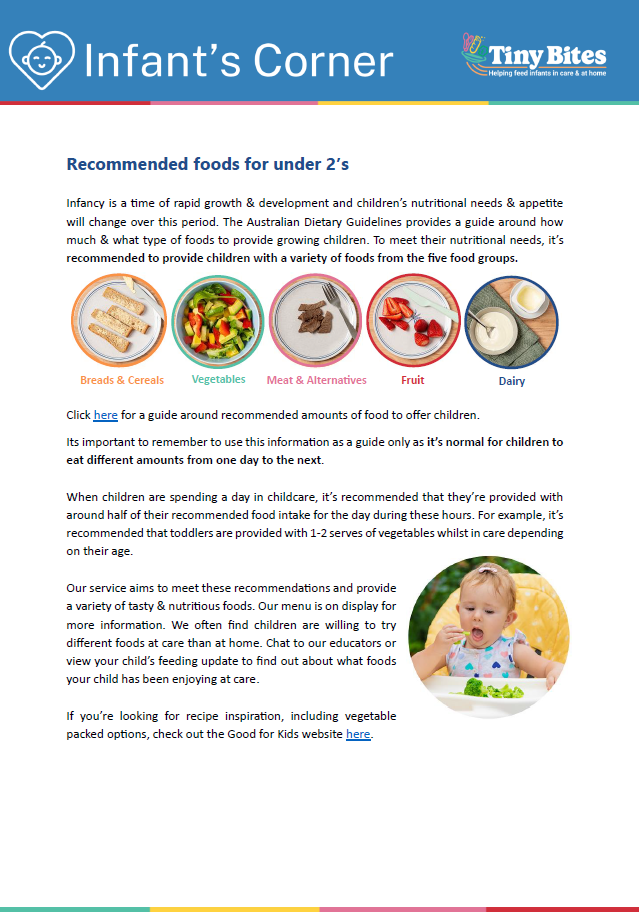 Infant's Corner
Tiny Bites
Helping feed infants in care & at home
Recommended foods for under 2's
Infancy is a time of rapid growth & development and children's nutritional needs & appetite
will change over this period. The Australian Dietary Guidelines provides a guide around how
much & what type of foods to provide growing children. To meet their nutritional needs, it's
recommended to provide children with a variety of foods from the five food groups.
Breads & Cereals
Vegetables
Meat & Alternatives
Fruit
Dairy
Click here for a guide around recommended amounts of food to offer children.
Its important to remember to use this information as a guide only as it's normal for children to
eat different amounts from one day to the next.
When children are spending a day in childcare, it's recommended that they're provided with
around half of their recommended food intake for the day during these hours. For example, it's
recommended that toddlers are provided with 1-2 serves of vegetables whilst in care depending
on their age.
Our service aims to meet these recommendations and provide
a variety of tasty & nutritious foods. Our menu is on display for
more information. We often find children are willing to try
different foods at care than at home. Chat to our educators or
view your child's feeding update to find out about what foods
your child has been enjoying at care.
If you're looking for recipe inspiration, including vegetable
packed options, check out the Good for Kids website here.